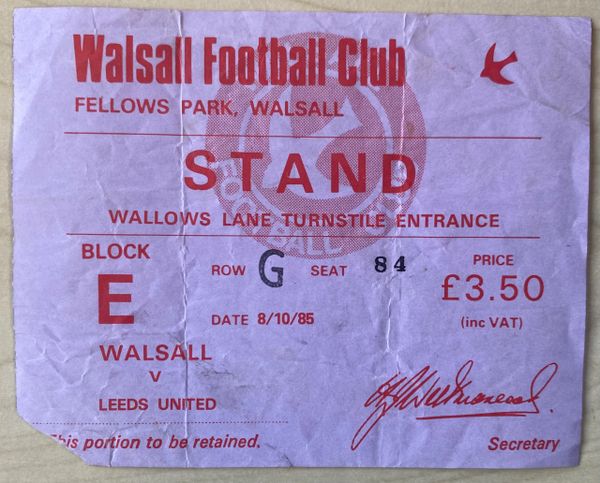 Walsall Football Club
FELLOWS PARK, WALSALL
STAND
WALLOWS LANE TURNSTILE ENTRANCE
BLOCK
E
ROW G SEAT 84
DATE 8/10/85
PRICE
£3.50
(inc VAT)
WALSALL
V
LEEDS UNITED
This portion to be retained.
Secretary
FOOTBALL